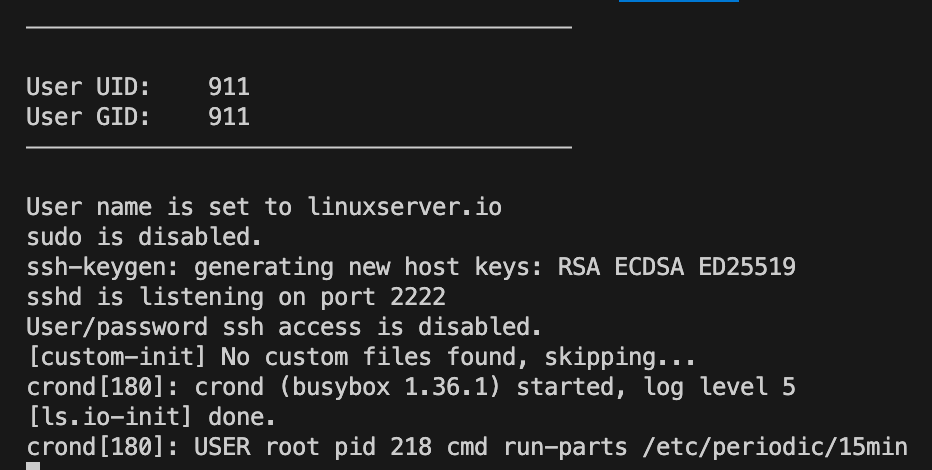 User UID:    911
User GID:    911
User name is set to linuxserver.io
sudo is disabled.
ssh-keygen: generating new host keys: RSA ECDSA ED25519
sshd is listening on port 2222
User/password ssh access is disabled.
[custom-init] No custom files found, skipping...
crond[180]: crond (busybox 1.36.1) started, log level 5
[ls.io-init] done.
crond[180]: USER root pid 218 cmd run-parts /etc/periodic/15min